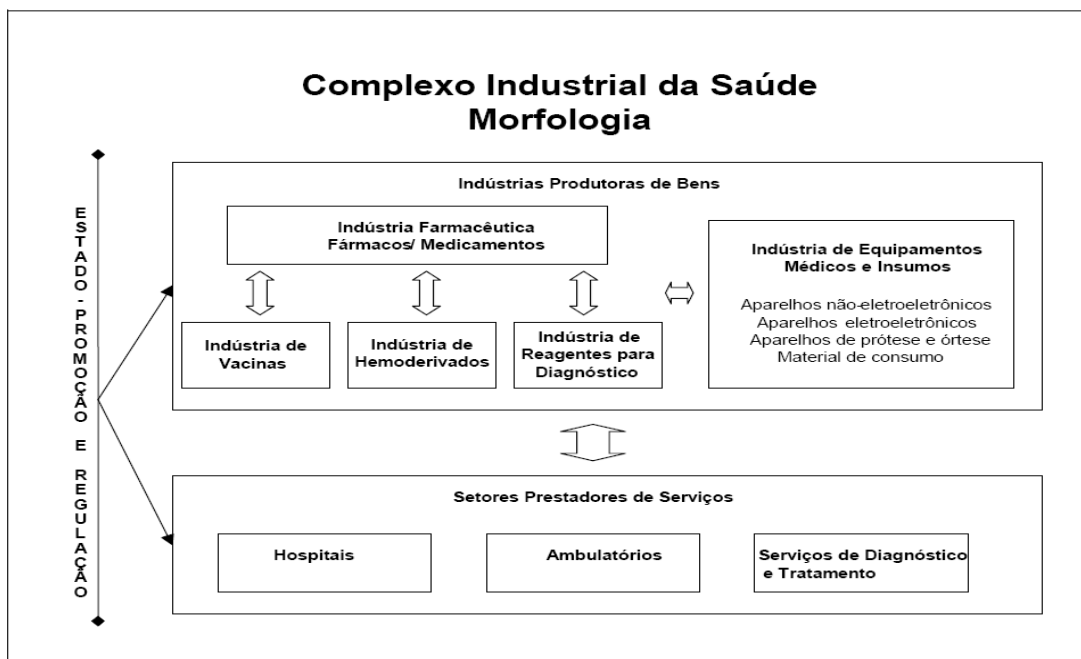 Complexo Industrial da Saúde
Morfologia
ESTADO-PROMOÇÃO E REGULAÇÃO
Indústrias Produtoras de Bens
Indústria Farmacêutica
Fármacos/ Medicamentos
Indústria de
Vacinas
Indústria de
Hemoderivados
Indústria de
Reagentes para
Diagnóstico
Indústria de Equipamentos
Médicos e Insumos
Aparelhos não-eletroeletrônicos
Aparelhos eletroeletrônicos
Aparelhos de prótese e órtese
Material de consumo
Setores Prestadores de Serviços
Hospitais
Ambulatórios
Serviços de Diagnóstico
e Tratamento